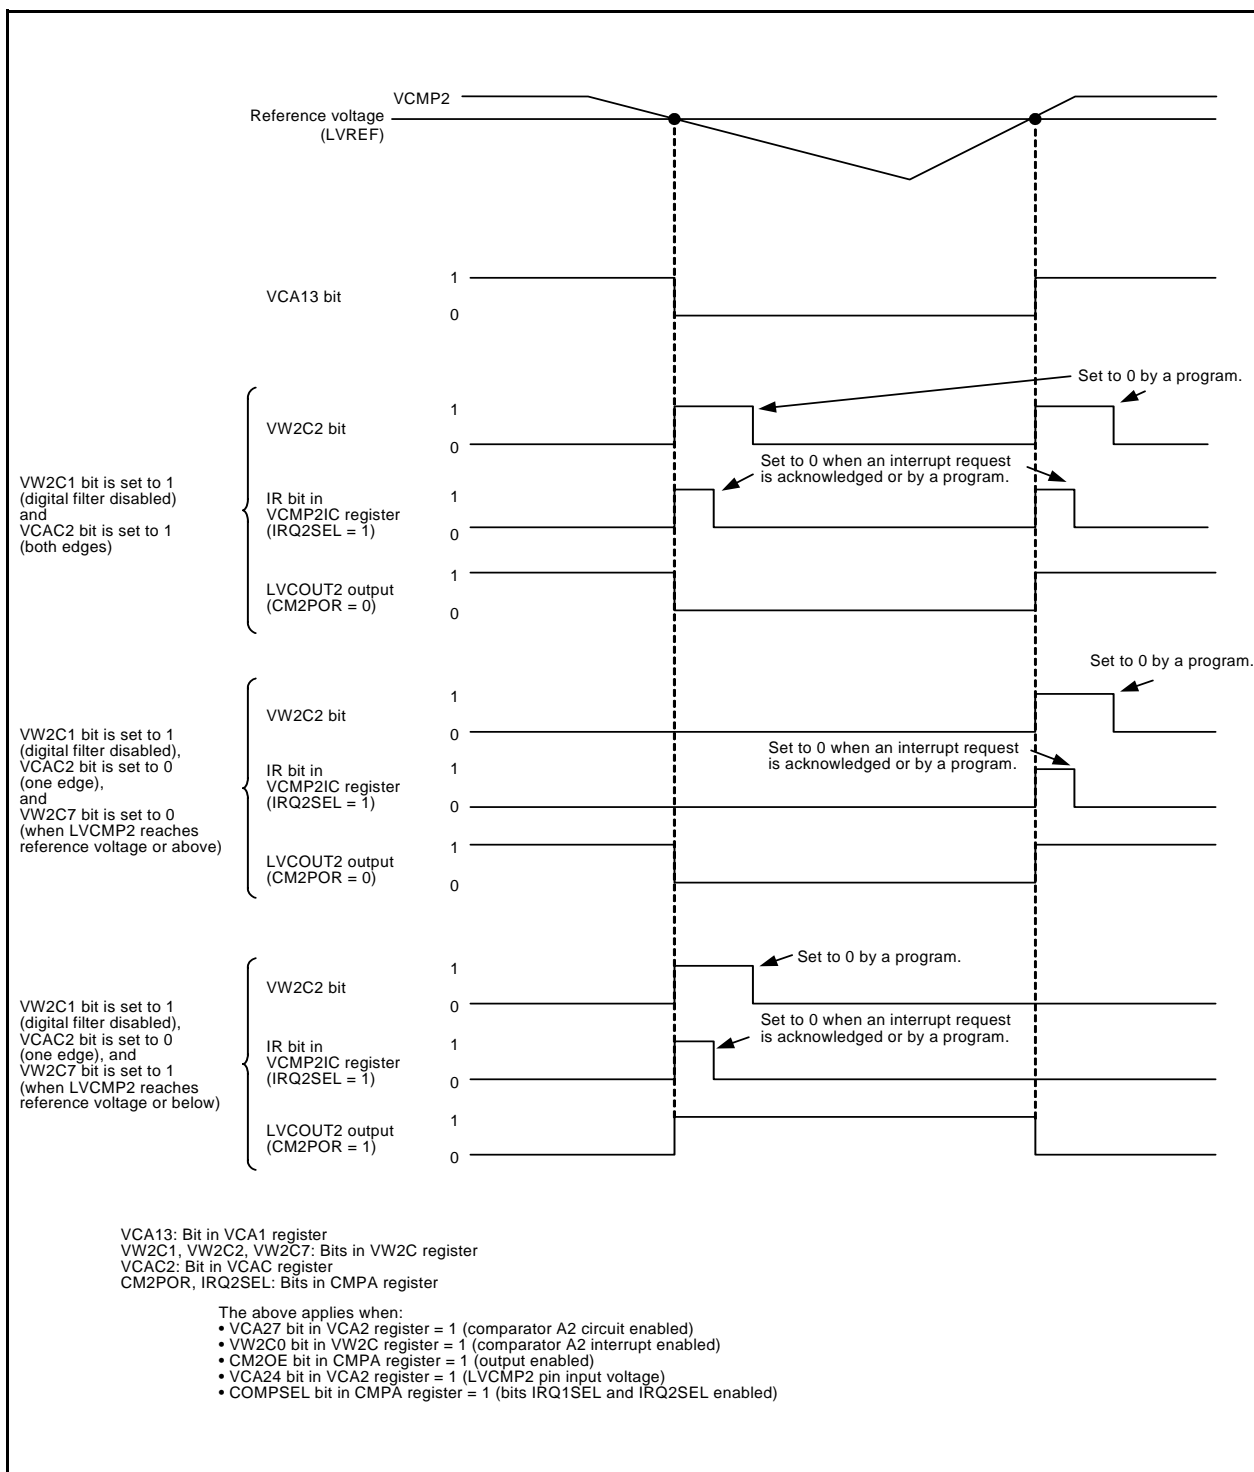 VCMP2
Reference voltage
(LVREF)
1
VCA13 bit
0
Set to 0 by a program.
1
VW2C2 bit
0
Set to 0 when an interrupt request
is acknowledged or by a program.
VW2C1 bit is set to 1
(digital filter disabled)
and
VCAC2 bit is set to 1
(both edges)
IR bit in
VCMP2IC register
(IRQ2SEL = 1)
1
0
LVCOUT2 output
(CM2POR = 0)
1
0
Set to 0 by a program.
1
VW2C2 bit
0
VW2C1 bit is set to 1
(digital filter disabled),
VCAC2 bit is set to 0
(one edge),
and
VW2C7 bit is set to 0
(when LVCMP2 reaches
reference voltage or above)
Set to 0 when an interrupt request
is acknowledged or by a program.
IR bit in
VCMP2IC register
(IRQ2SEL = 1)
1
0
LVCOUT2 output
(CM2POR = 0)
1
0
Set to 0 by a program.
1
VW2C2 bit
0
VW2C1 bit is set to 1
(digital filter disabled),
VCAC2 bit is set to 0
(one edge), and
VW2C7 bit is set to 1
(when LVCMP2 reaches
reference voltage or below)
Set to 0 when an interrupt request
is acknowledged or by a program.
IR bit in
VCMP2IC register
(IRQ2SEL = 1)
1
0
LVCOUT2 output
(CM2POR = 1)
1
0
VCA13: Bit in VCA1 register
VW2C1, VW2C2, VW2C7: Bits in VW2C register
VCAC2: Bit in VCAC register
CM2POR, IRQ2SEL: Bits in CMPA register
The above applies when:
• VCA27 bit in VCA2 register = 1 (comparator A2 circuit enabled)
• VW2C0 bit in VW2C register = 1 (comparator A2 interrupt enabled)
• CM2OE bit in CMPA register = 1 (output enabled)
• VCA24 bit in VCA2 register = 1 (LVCMP2 pin input voltage)
• COMPSEL bit in CMPA register = 1 (bits IRQ1SEL and IRQ2SEL enabled)